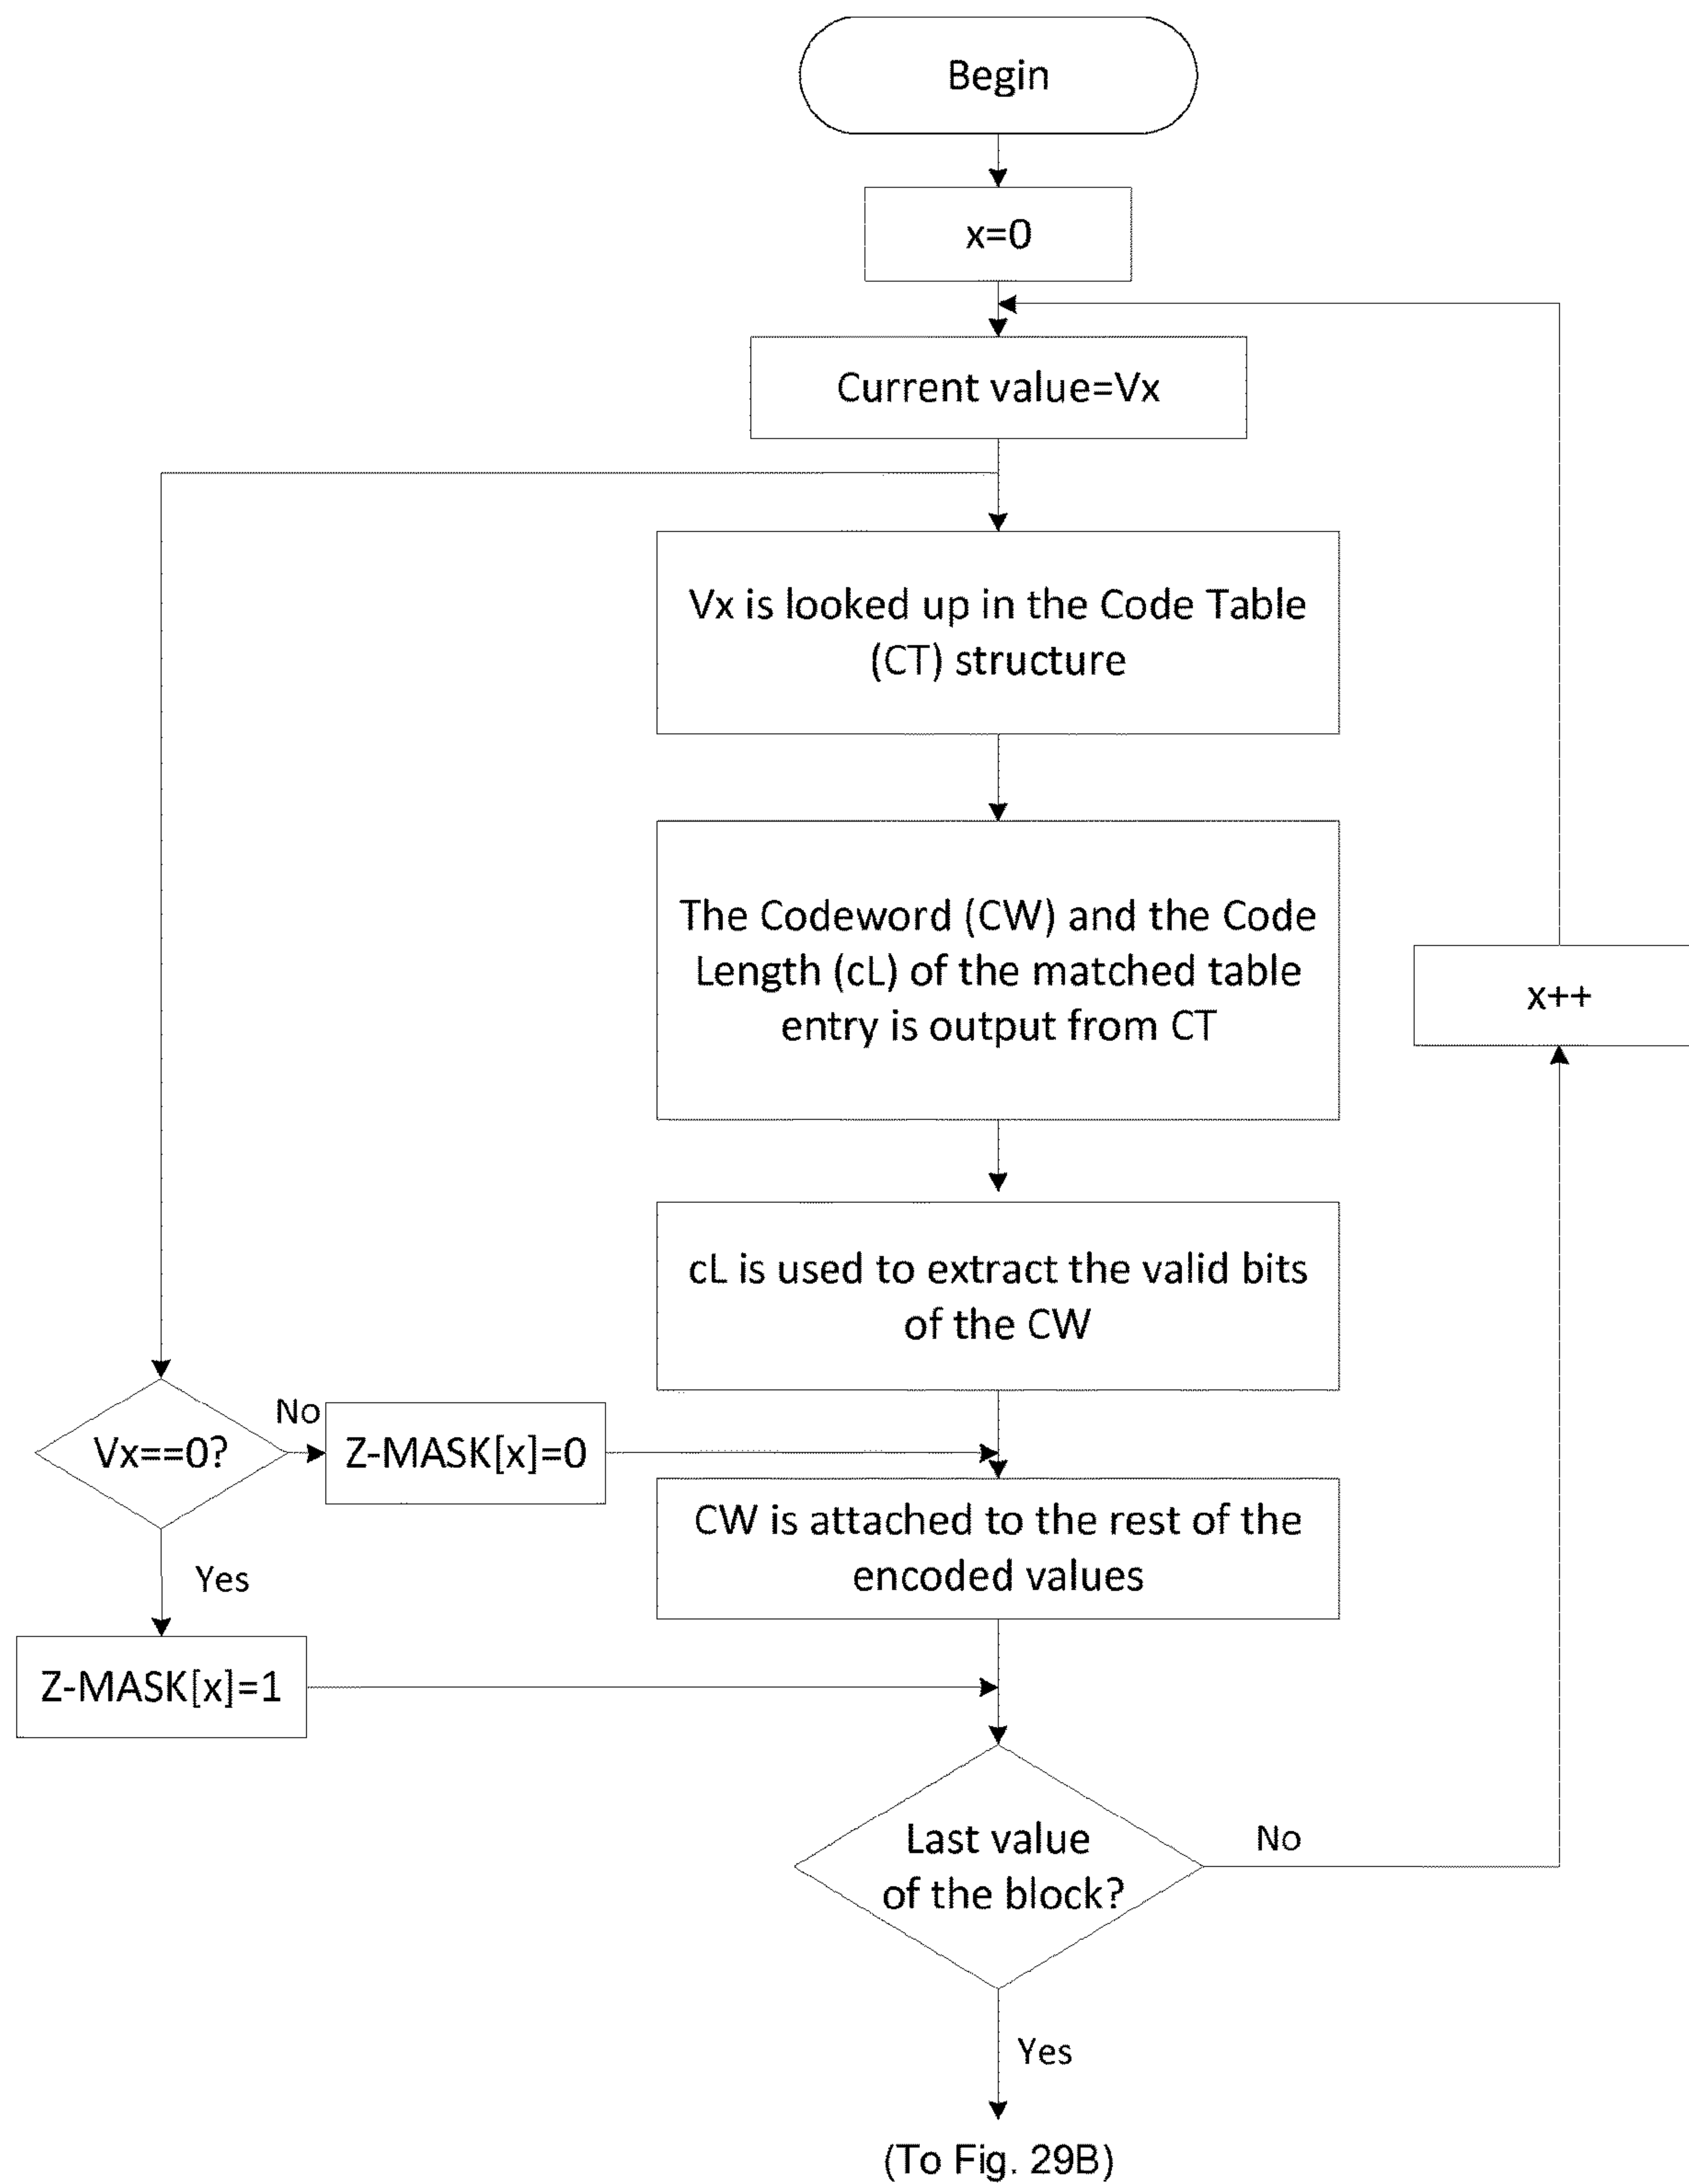 Begin
x=0
Current value=Vx
Vx is looked up in the Code Table
(CT) structure
The Codeword (CW) and the Code
Length (cL) of the matched table
entry is output from CT
x++
cL is used to extract the valid bits
of the CW
No
Vx==0?
Z-MASK[x]=0
CW is attached to the rest of the
encoded values
Yes
Z-MASK[x]=1
Last value
of the block?
No
Yes
(To Fig. 29B)